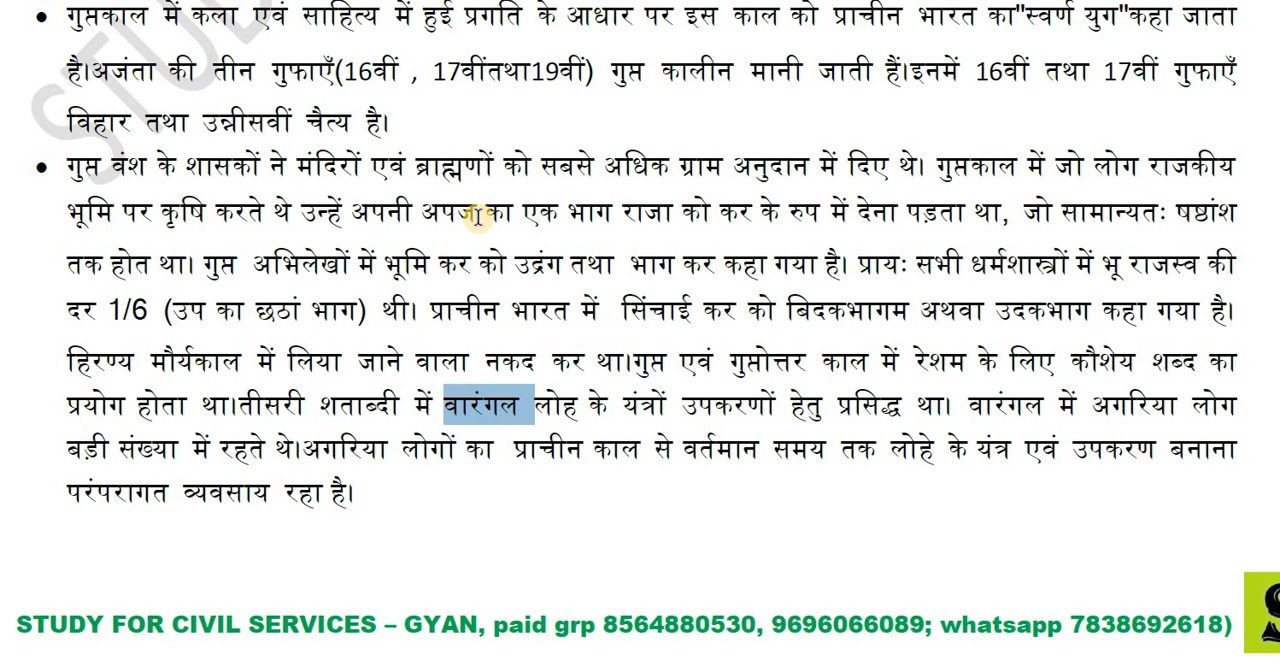 • गुप्तकाल में कला एवं साहित्य में हुई प्रगति के आधार पर इस काल को प्राचीन भारत का"स्वर्ण युग"कहा जाता
है।अजंता की तीन गुफाएँ(16वीं , 17वींतथा19वीं) गुप्त कालीन मानी जाती हैं।इनमें 16वीं तथा 17वीं गुफाएँ
विहार तथा उन्नीसवीं चैत्य है।
• गुप्त वंश के शासकों ने मंदिरों एवं ब्राह्मणों को सबसे अधिक ग्राम अनुदान में दिए थे। गुप्तकाल में जो लोग राजकीय
भूमि पर कृषि करते थे उन्हें अपनी अपज का एक भाग राजा को कर के रुप में देना पड़ता था, जो सामान्यतः षष्ठांश
तक होत था। गुप्त अभिलेखों में भूमि कर को उद्रंग तथा भाग कर कहा गया है। प्रायः सभी धर्मशास्त्रों में भू राजस्व की
दर 1/6 (उप का छठां भाग) थी। प्राचीन भारत में सिंचाई कर को बिदकभागम अथवा उदकभाग कहा गया है।
हिरण्य मौर्यकाल में लिया जाने वाला नकद कर था।गुप्त एवं गुप्तोत्तर काल में रेशम के लिए कौशेय शब्द का
प्रयोग होता था।तीसरी शताब्दी में वारंगल लोह के यंत्रों उपकरणों हेतु प्रसिद्ध था। वारंगल में अगरिया लोग
बड़ी संख्या में रहते थे।अगरिया लोगों का प्राचीन काल से वर्तमान समय तक लोहे के यंत्र एवं उपकरण बनाना
परंपरागत व्यवसाय रहा है।
STUDY FOR CIVIL SERVICES – GYAN, paid grp 8564880530, 9696066089; whatsapp 7838692618)